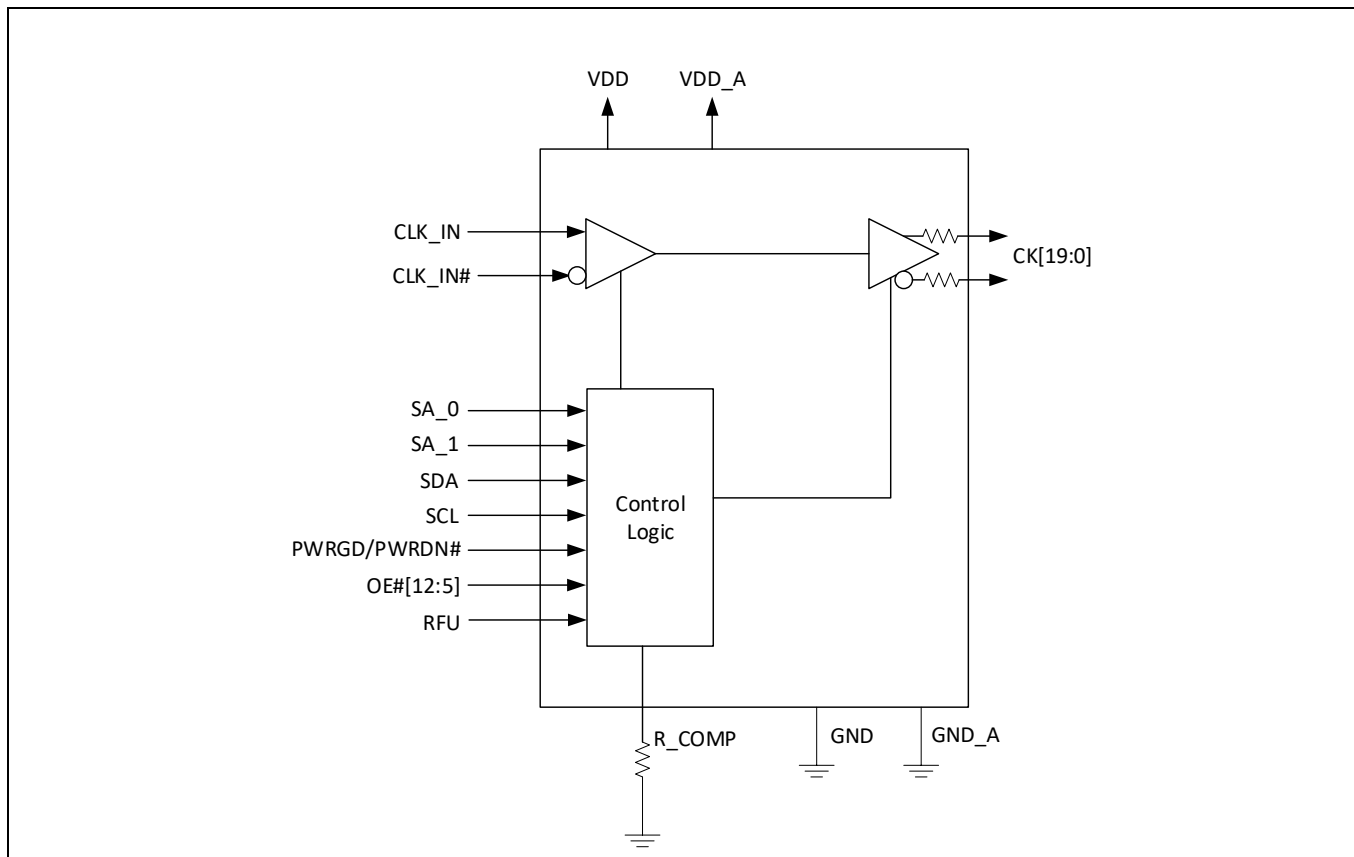 VDD
VDD_A
CLK_IN
CLK_IN#
CK[19:0]
SA_0
SA_1
SDA
SCL
PWRGD/PWRDN#
OE#[12:5]
RFU
Control
Logic
R_COMP
GND
GND_A